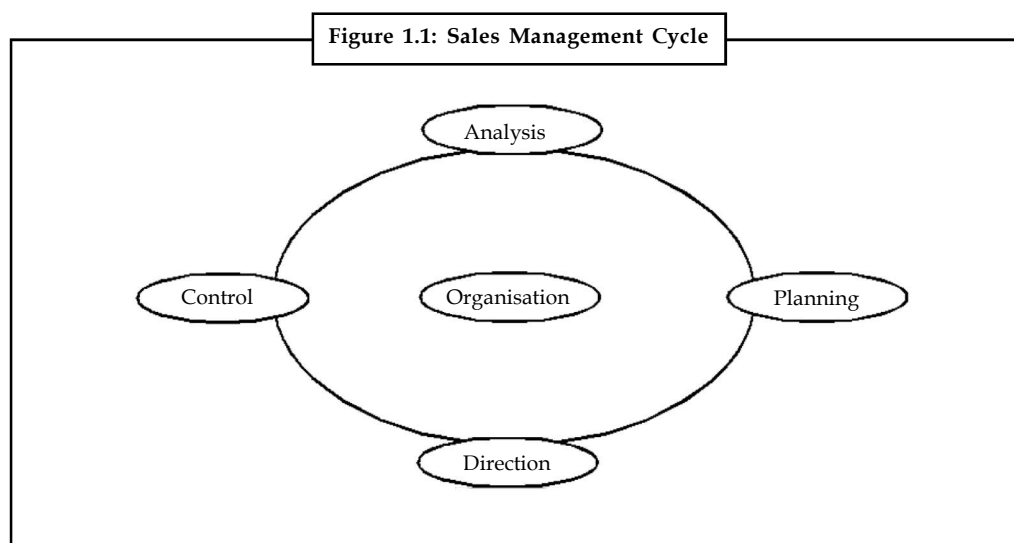 Figure 1.1: Sales Management Cycle
Analysis
Control
Organisation
Planning
Direction